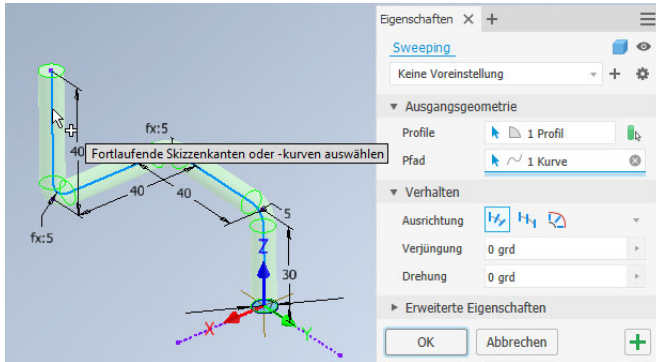 Eigenschaften × +
Sweeping
Keine Voreinstellung
Ausgangsgeometrie
Profile 1 Profil
Pfad 1 Kurve
Verhalten
Ausrichtung
Verjüngung 0 grd
Drehung 0 grd
Erweiterte Eigenschaften
OK Abbrechen
fx:5
40
Fortlaufende Skizzenkanten oder -kurven auswählen
40
40
5
fx:5
Z
30
X
Y